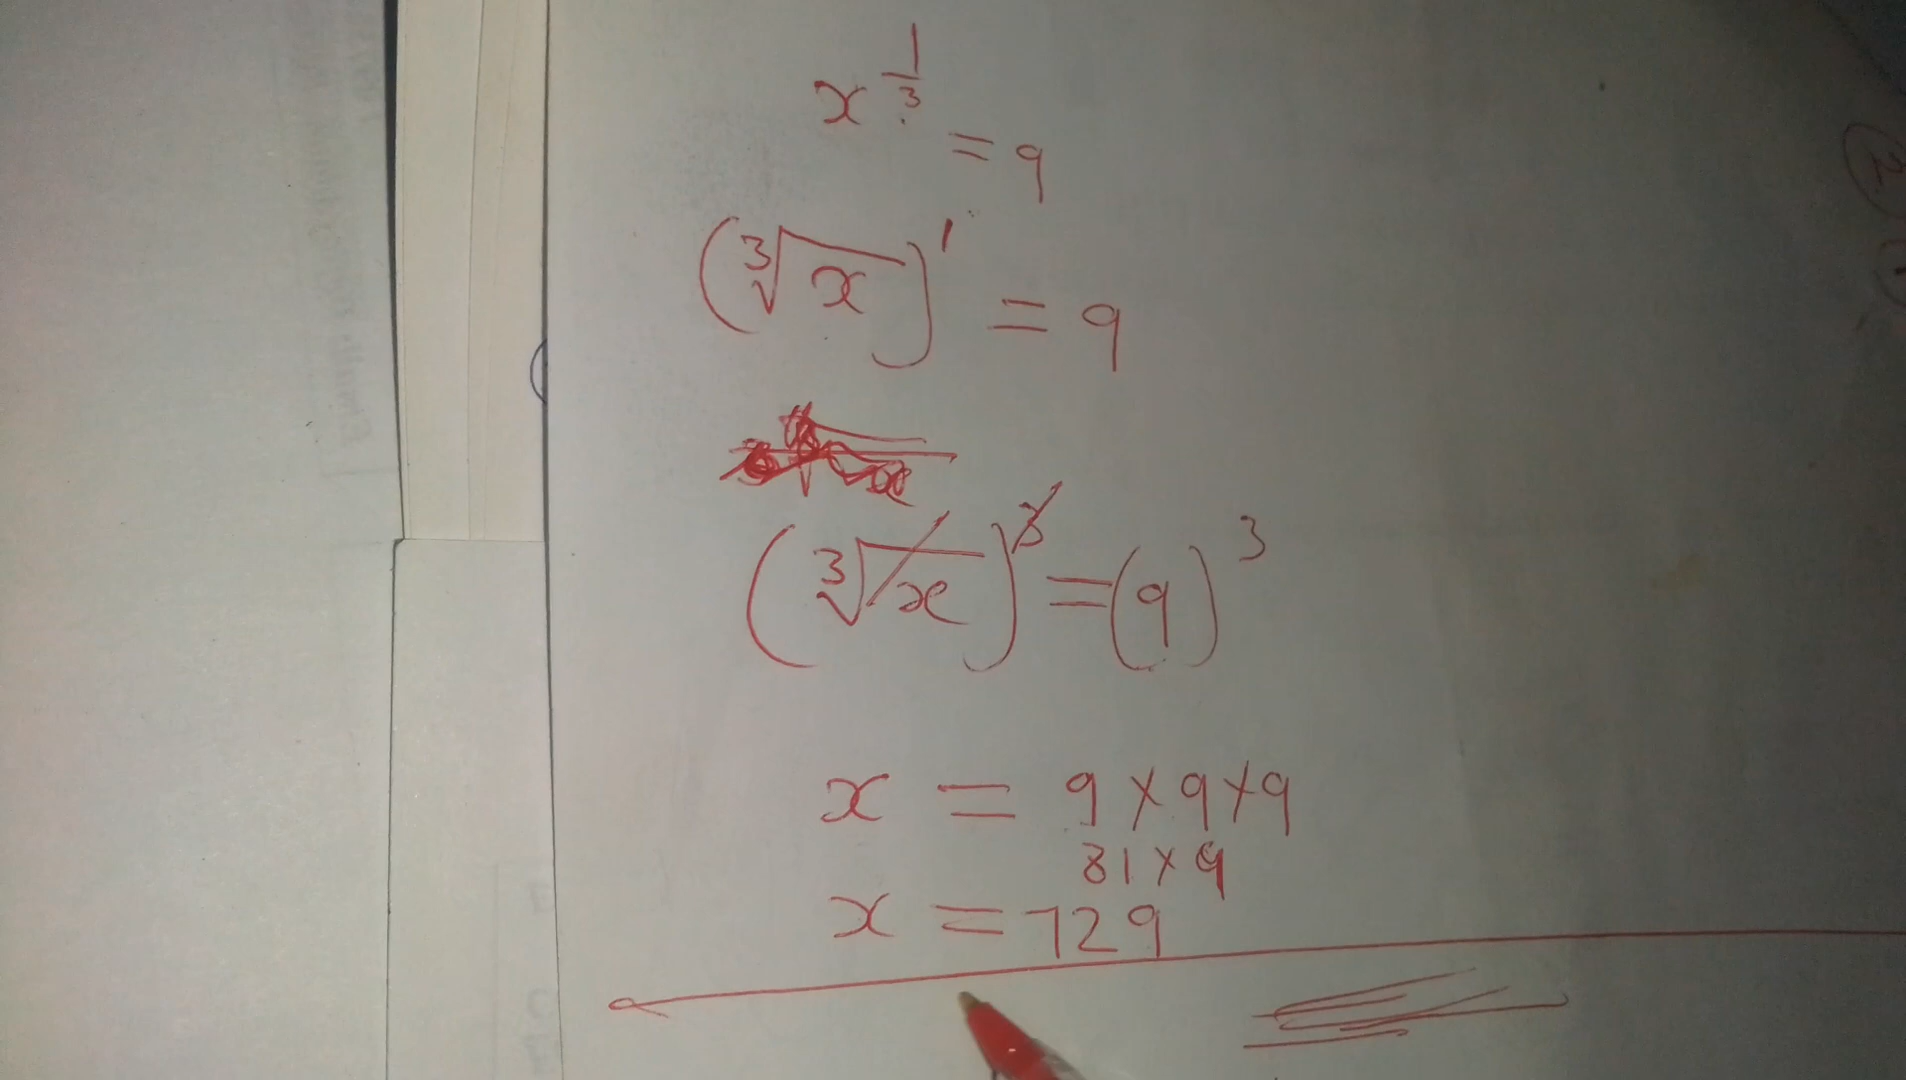 x^{1/3} = 9
(∛x)^1 = 9
(∛x)^3 = (9)^3
x = 9 × 9 × 9
81 × 9
x = 729